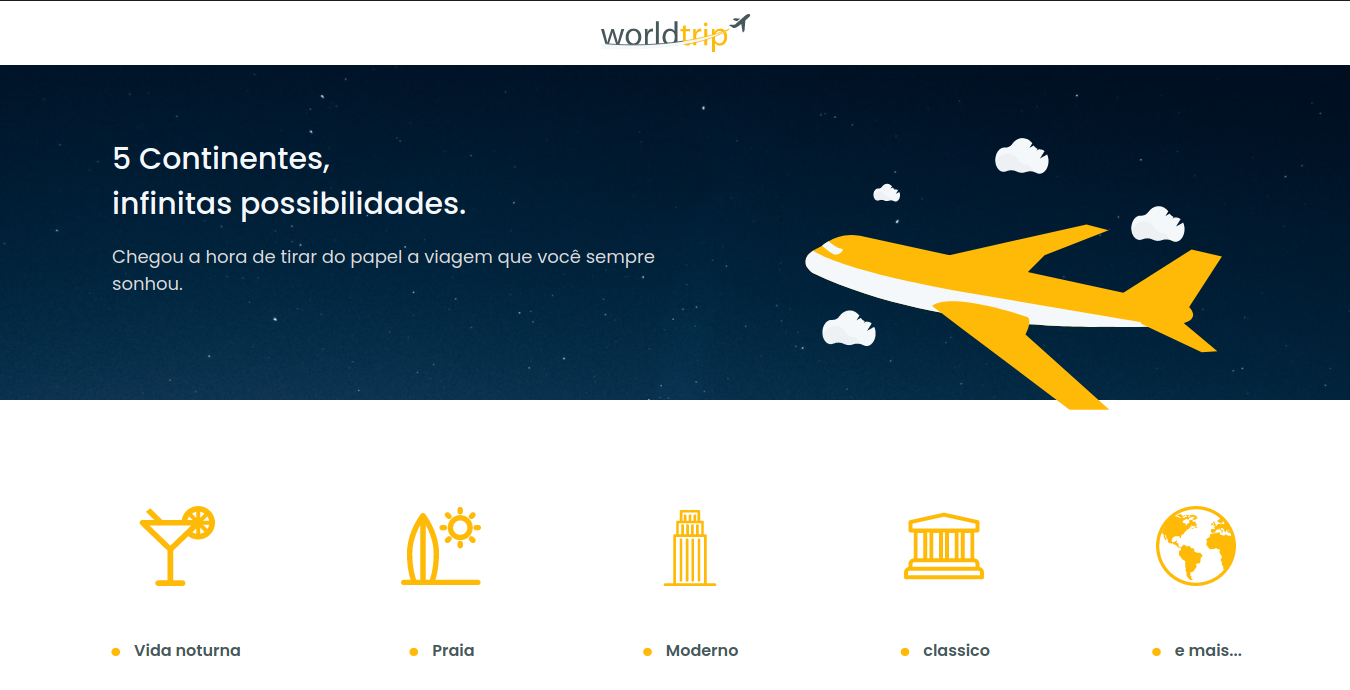 worldtrip
5 Continentes,
infinitas possibilidades.
Chegou a hora de tirar do papel a viagem que você sempre
sonhou.
Vida noturna
Praia
Moderno
classico
e mais...